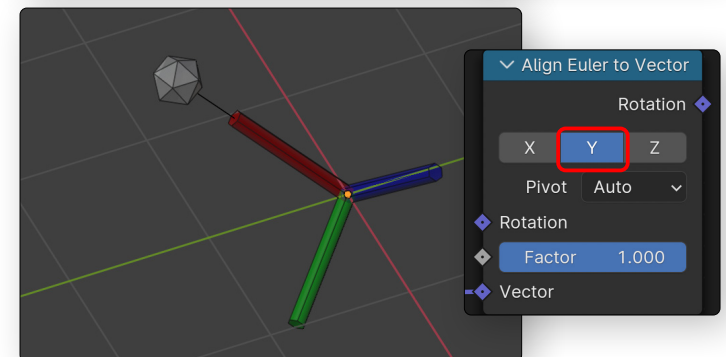 Align Euler to Vector
Rotation
X Y Z
Pivot Auto
Rotation
Factor 1.000
Vector